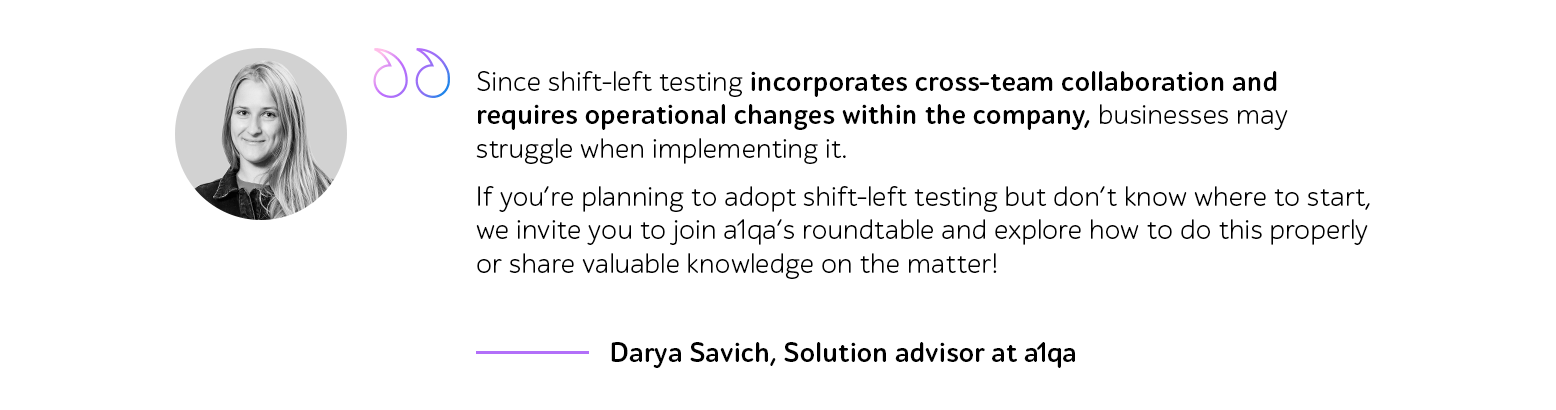 Since shift-left testing incorporates cross-team collaboration and
requires operational changes within the company, businesses may
struggle when implementing it.
If you’re planning to adopt shift-left testing but don’t know where to start,
we invite you to join a1qa’s roundtable and explore how to do this properly
or share valuable knowledge on the matter!
Darya Savich, Solution advisor at a1qa